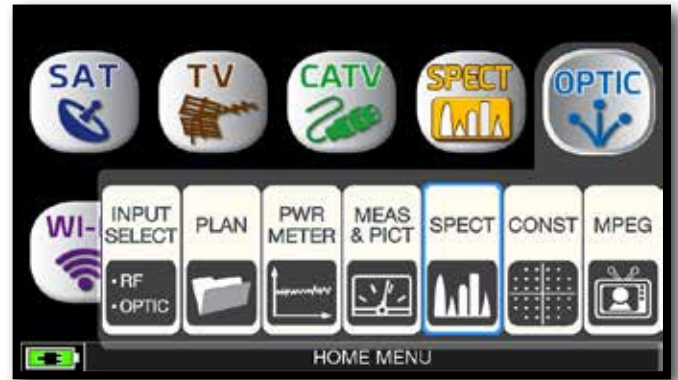 SAT
TV
CATV
SPECT
OPTIC
WI-
INPUT
SELECT
• RF
• OPTIC
PLAN
PWR
METER
MEAS
& PICT
SPECT
CONST
MPEG
HOME MENU